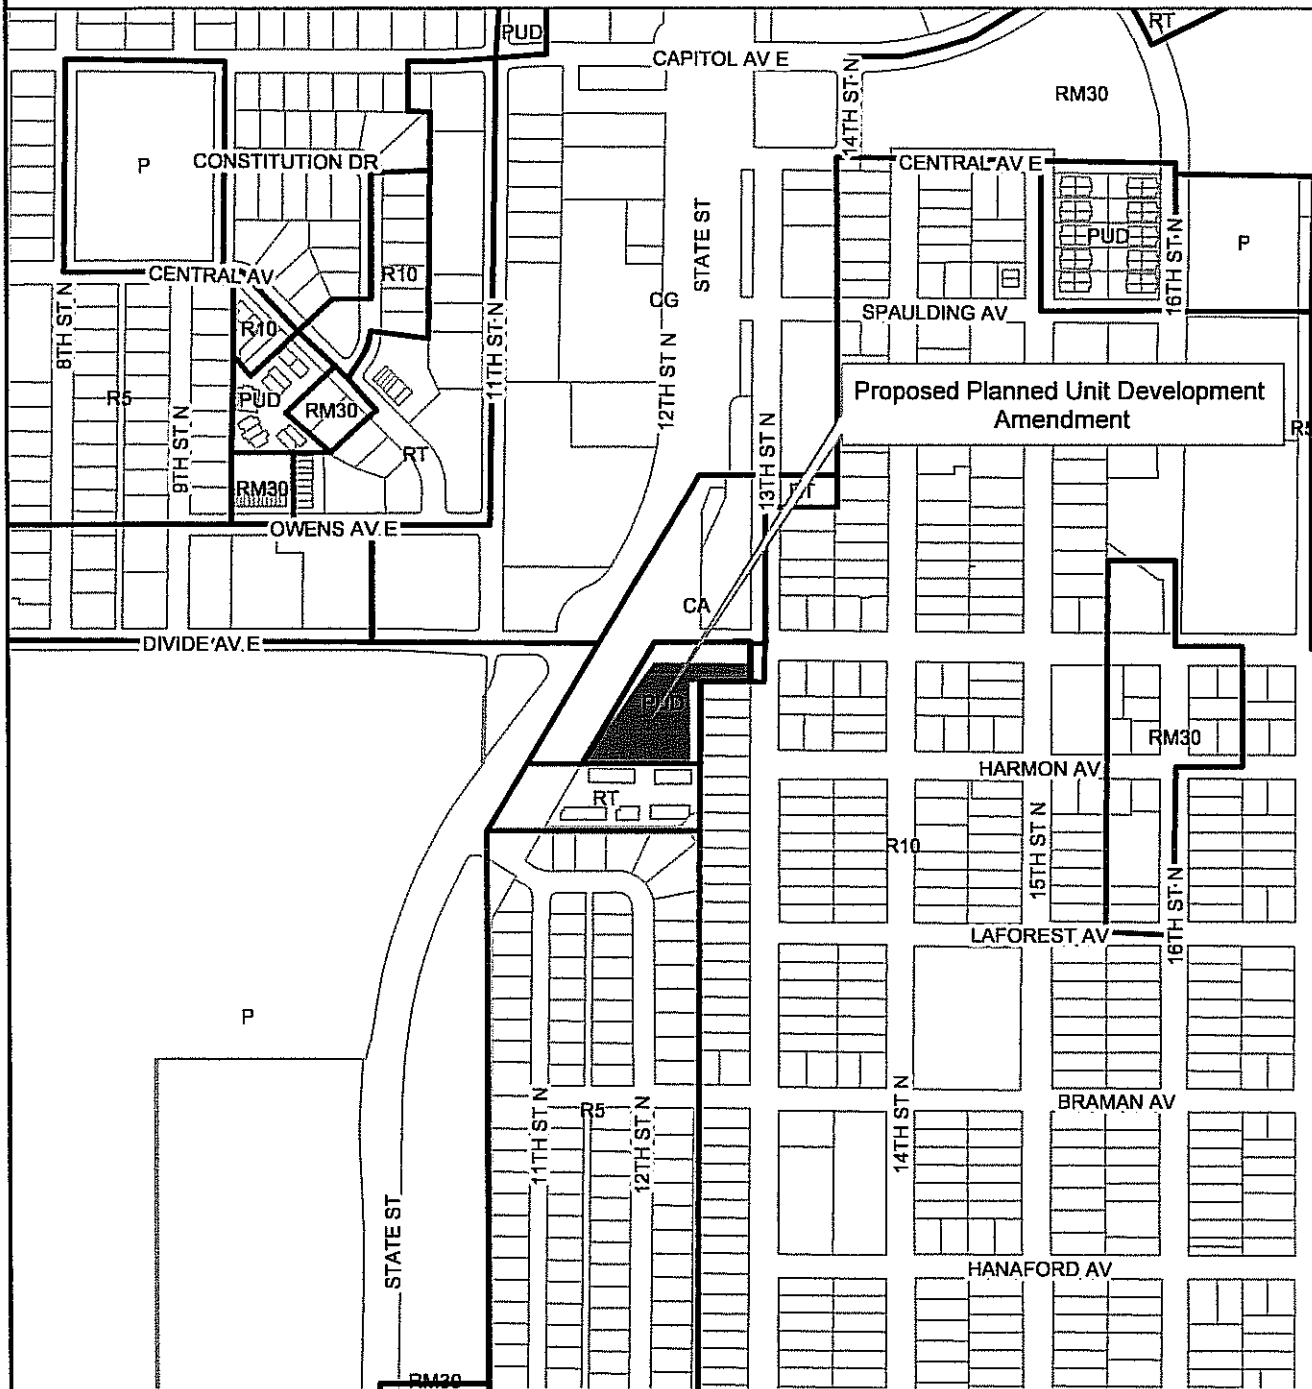 PUD
RT
CAPITOL AV E
14TH ST N
RM30
P
CONSTITUTION DR
CENTRAL AV E
STATE ST
PUD
P
16TH ST N
CENTRAL AV
R10
8TH ST N
CG
SPAULDING AV
R10
11TH ST N
12TH ST N
R5
PUD
RM30
9TH ST N
Proposed Planned Unit Development
Amendment
RT
13TH ST N
RM30
OWENS AV E
CA
DIVIDE AV E
PUD
RM30
HARMON AV
RT
R10
15TH ST N
16TH ST N
LAFOREST AV
P
R5
11TH ST N
12TH ST N
14TH ST N
BRAMAN AV
STATE ST
HANAFORD AV
RM30